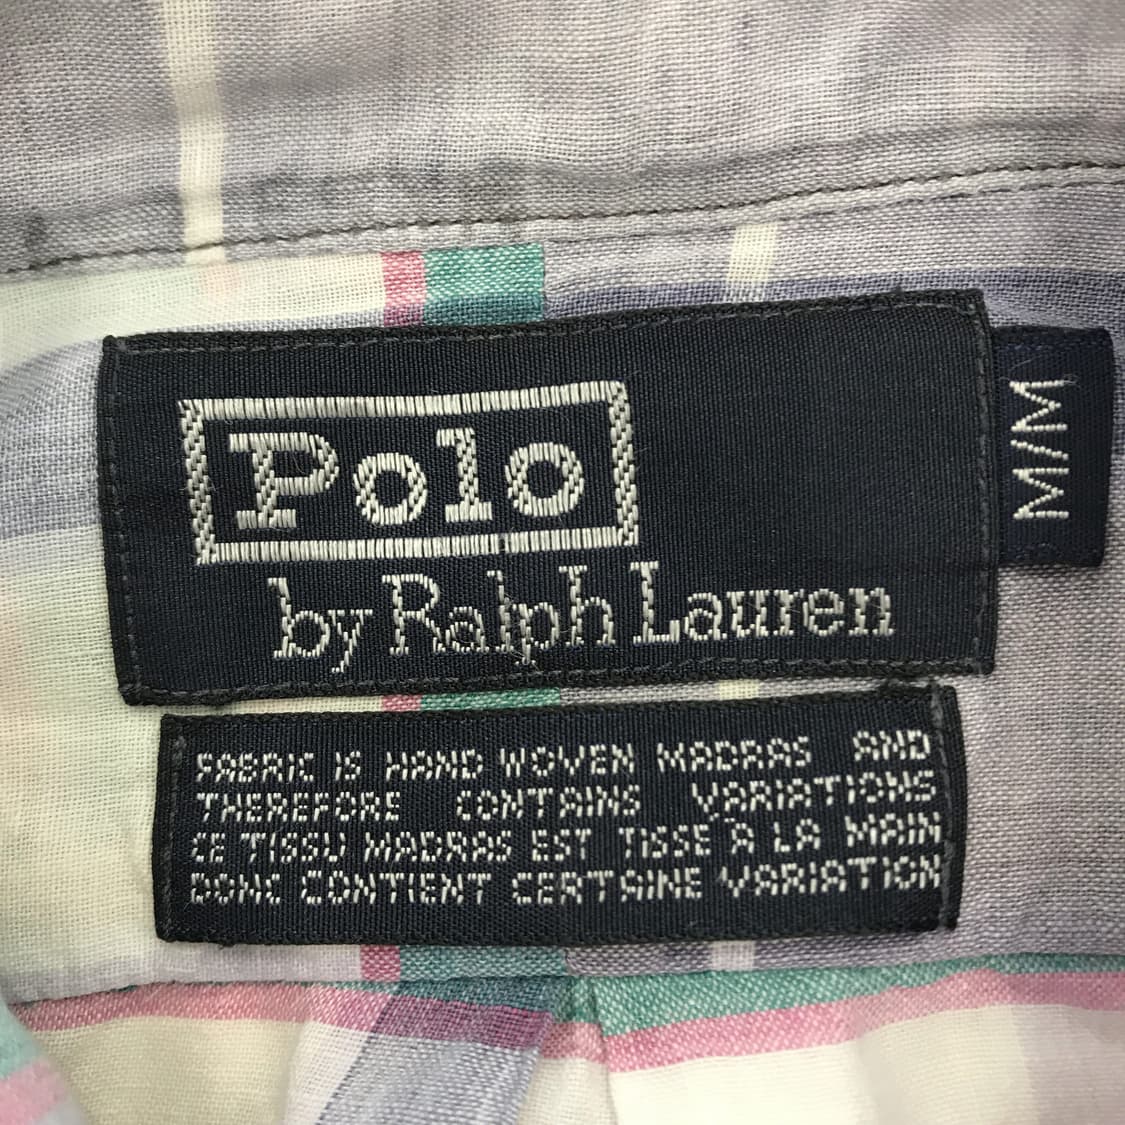 Polo
by Ralph Lauren
M/M
FABRIC IS HAND WOVEN MADRAS AND
THEREFORE CONTAINS VARIATIONS
CE TISSU MADRAS EST TISSE À LA MAIN
DONC CONTIENT CERTAINE VARIATION